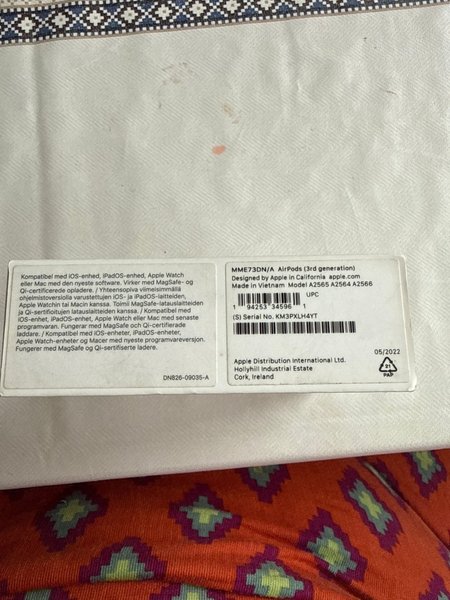 Kompatibel med iOS-enhed, iPadOS-enhed, Apple Watch
eller Mac med den nyeste software. Virker med MagSafe- og
Qi-certificerede opladere. / Yhteensopiva viimeisimmällä
ohjelmistoversiolla varustettujen iOS- ja iPadOS-laitteiden,
Apple Watchin tai Macin kanssa. Toimii MagSafe-latauslaitteiden
ja Qi-sertifioitujen latauslaitteiden kanssa. / Kompatibel med
iOS-enhet, iPadOS-enhet, Apple Watch eller Mac med senaste
programvaran. Fungerar med MagSafe och Qi-certifierade
laddare. / Kompatibel med iOS-enheter, iPadOS-enheter,
Apple Watch-enheter og Macer med nyeste programvareversjon.
Fungerer med MagSafe og Qi-sertifiserte ladere.
DN826-09035-A
MME73DN/A AirPods (3rd generation)
Designed by Apple in California apple.com
Made in Vietnam Model A2565 A2564 A2566
UPC
1 94253 34596 1
(S) Serial No. KM3PXLH4YT
Apple Distribution International Ltd.
Hollyhill Industrial Estate
Cork, Ireland
05/2022
21
PAP